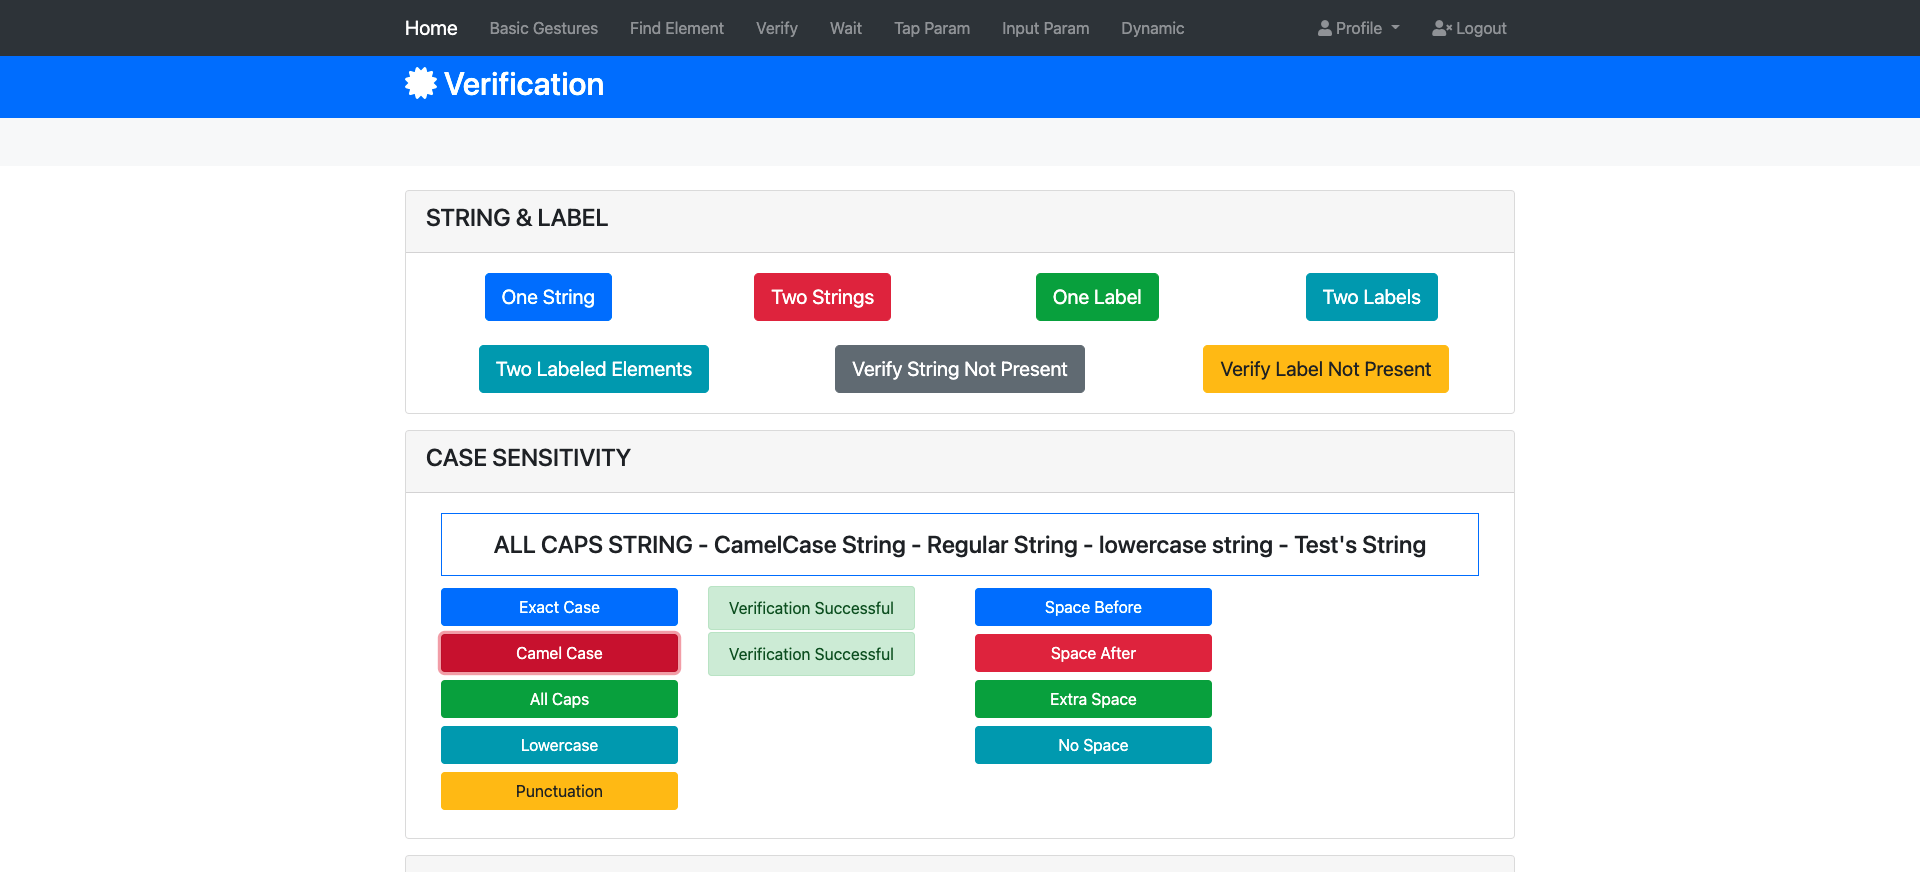 Home Basic Gestures Find Element Verify Wait Tap Param Input Param Dynamic Profile Logout
Verification
STRING & LABEL
One String Two Strings One Label Two Labels
Two Labeled Elements Verify String Not Present Verify Label Not Present
CASE SENSITIVITY
ALL CAPS STRING - CamelCase String - Regular String - lowercase string - Test's String
Exact Case Verification Successful Space Before
Camel Case Verification Successful Space After
All Caps Extra Space
Lowercase No Space
Punctuation